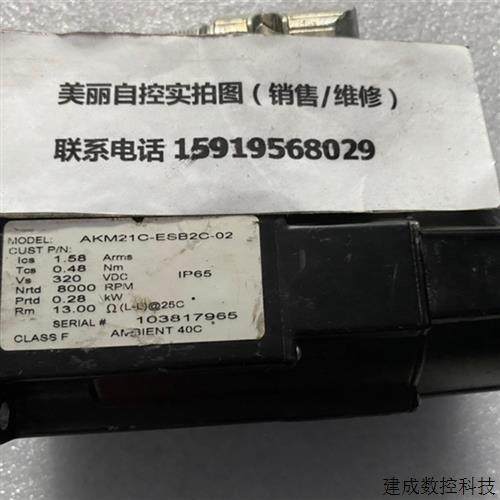 美丽自控实拍图（销售/维修）
联系电话 15919568029
MODEL: AKM21C-ESB2C-02
CUST P/N:
Ics 1.58 Arms
Tcs 0.48 Nm IP65
Vs 320 VDC
Nrtd 8000 RPM
Prtd 0.28 kW
Rm 13.00 Ω(L-L)@25C
SERIAL # 103817965
CLASS F AMBIENT 40C
建成数控科技